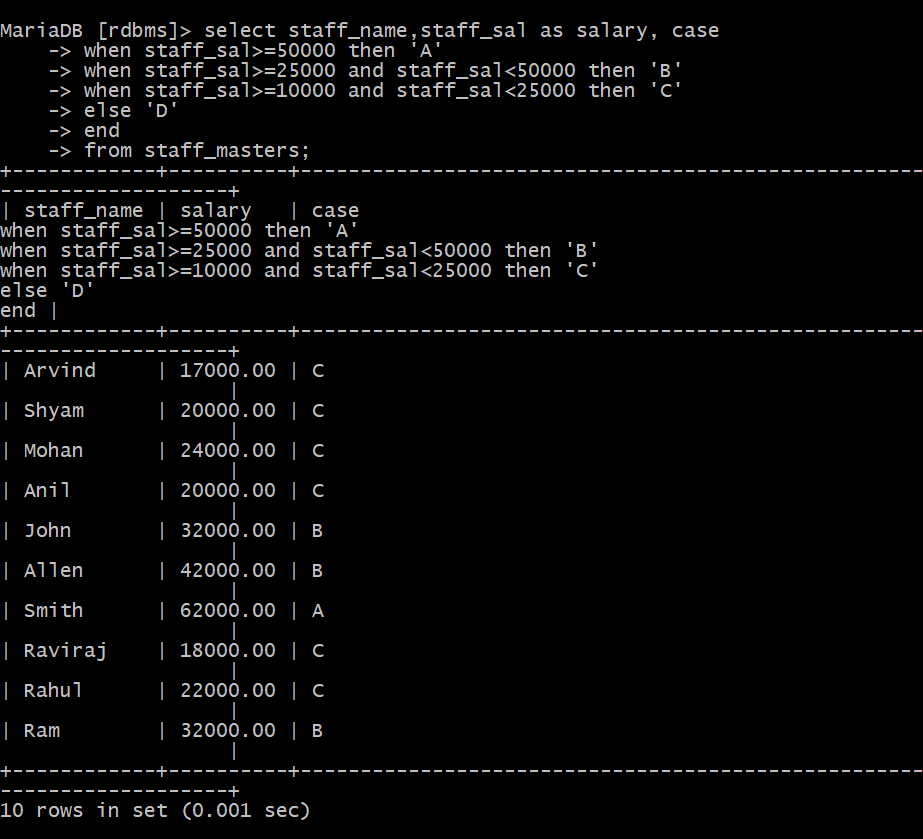 MariaDB [rdbms]> select staff_name,staff_sal as salary, case
    -> when staff_sal>=50000 then 'A'
    -> when staff_sal>=25000 and staff_sal<50000 then 'B'
    -> when staff_sal>=10000 and staff_sal<25000 then 'C'
    -> else 'D'
    -> end
    -> from staff_masters;
+------------+----------+----------------------------------------------------
-------------------+
| staff_name | salary   | case
when staff_sal>=50000 then 'A'
when staff_sal>=25000 and staff_sal<50000 then 'B'
when staff_sal>=10000 and staff_sal<25000 then 'C'
else 'D'
end |
+------------+----------+----------------------------------------------------
-------------------+
| Arvind     | 17000.00 | C
                   |
| Shyam      | 20000.00 | C
                   |
| Mohan      | 24000.00 | C
                   |
| Anil       | 20000.00 | C
                   |
| John       | 32000.00 | B
                   |
| Allen      | 42000.00 | B
                   |
| Smith      | 62000.00 | A
                   |
| Raviraj    | 18000.00 | C
                   |
| Rahul      | 22000.00 | C
                   |
| Ram        | 32000.00 | B
                   |
+------------+----------+----------------------------------------------------
-------------------+
10 rows in set (0.001 sec)